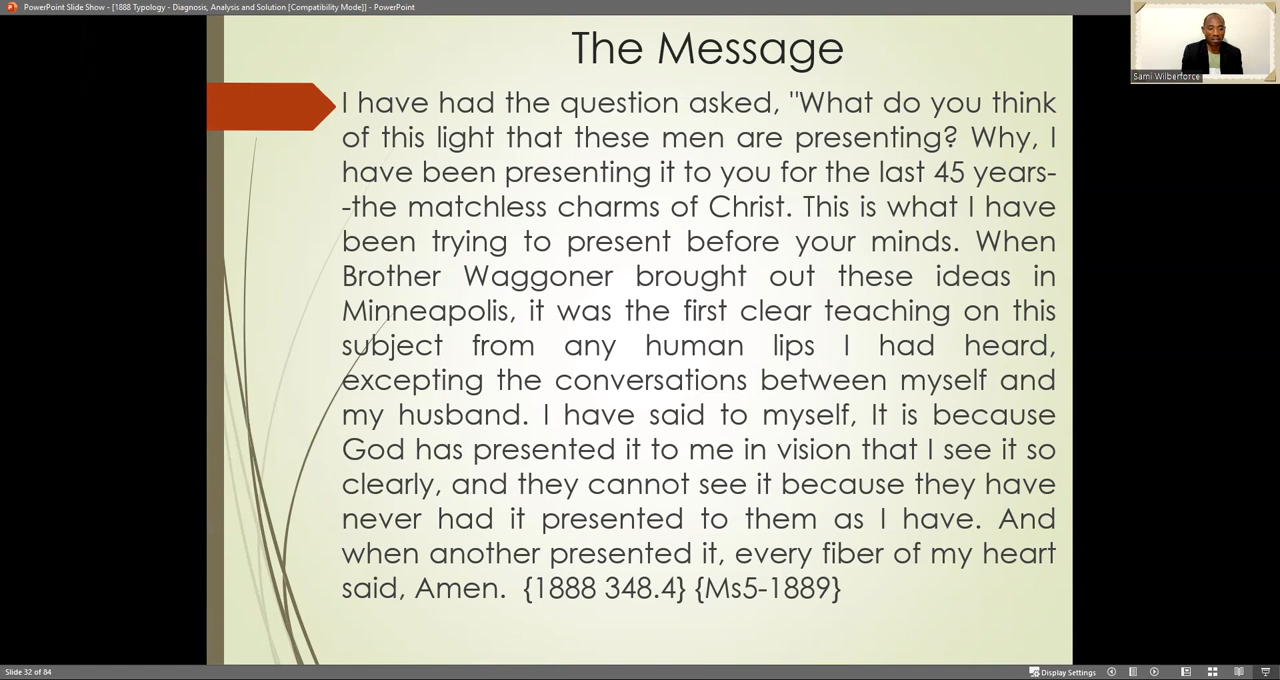 PowerPoint Slide Show - [1888 Typology - Diagnosis, Analysis and Solution [Compatibility Mode]] - PowerPoint
Sami Wilberforce
The Message
I have had the question asked, "What do you think
of this light that these men are presenting? Why, I
have been presenting it to you for the last 45 years-
-the matchless charms of Christ. This is what I have
been trying to present before your minds. When
Brother Waggoner brought out these ideas in
Minneapolis, it was the first clear teaching on this
subject from any human lips I had heard,
excepting the conversations between myself and
my husband. I have said to myself, It is because
God has presented it to me in vision that I see it so
clearly, and they cannot see it because they have
never had it presented to them as I have. And
when another presented it, every fiber of my heart
said, Amen. {1888 348.4} {Ms5-1889}
Slide 32 of 84
Display Settings